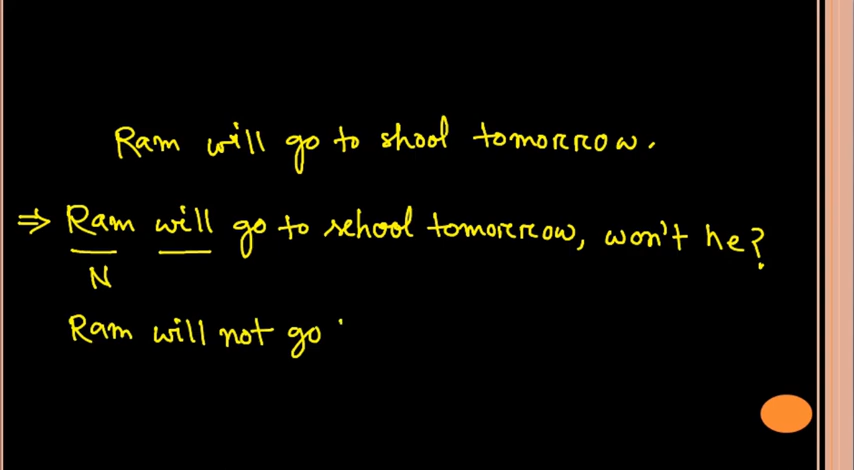 Ram will go to shool tomorrow.
⇒ Ram will go to school tomorrow, won't he?
N
Ram will not go